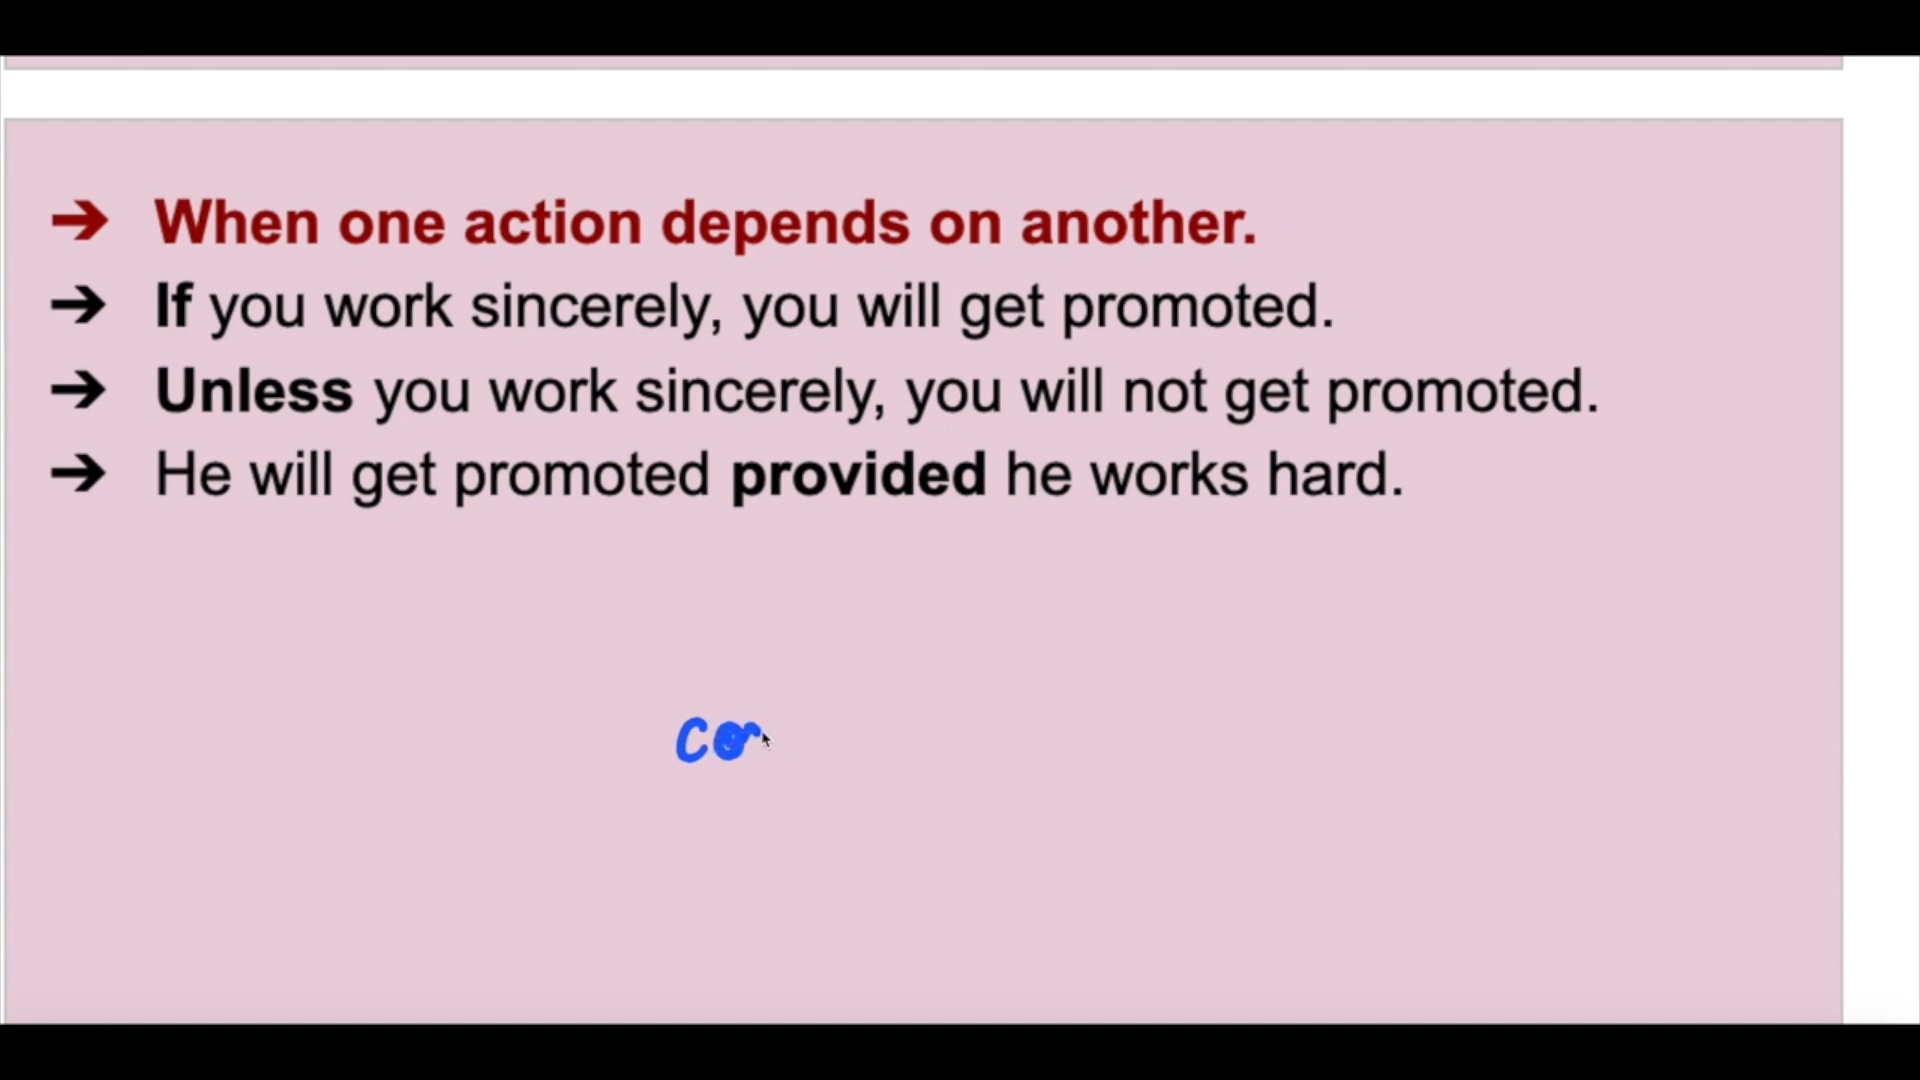 ➔ When one action depends on another.
➔ If you work sincerely, you will get promoted.
➔ Unless you work sincerely, you will not get promoted.
➔ He will get promoted provided he works hard.